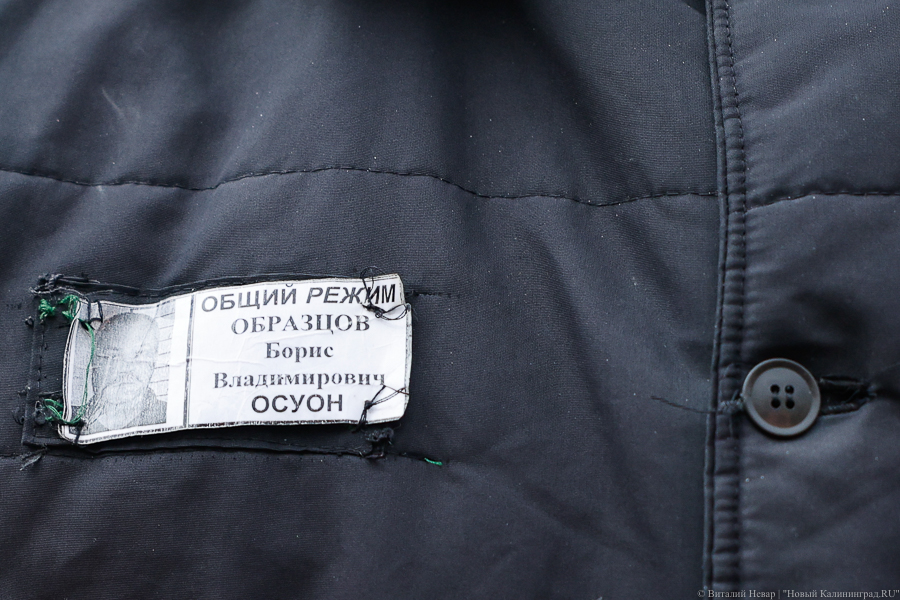 ОБЩИЙ РЕЖИМ
ОБРАЗЦОВ
Борис
Владимирович
ОСУОН
© Виталий Невар | "Новый Калининград.RU"